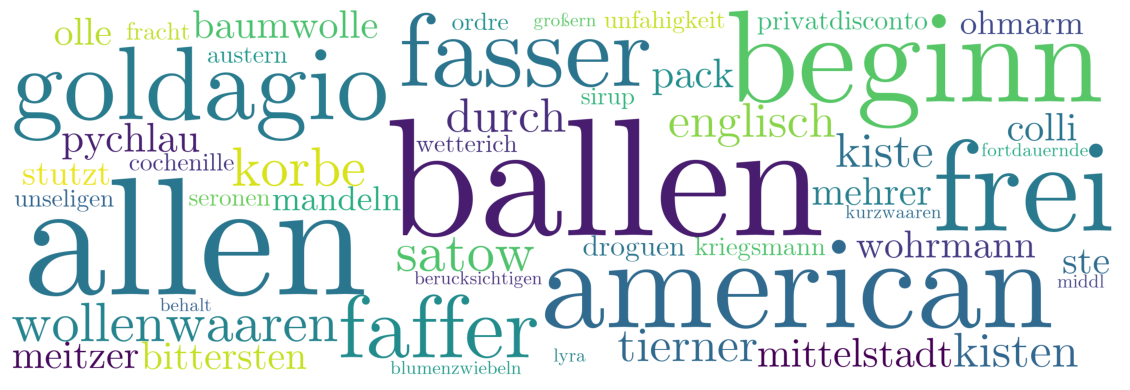 olle fracht baumwolle ordre großern unfahigkeit privatdisconto ohmarm
goldagio austern fasser pack beginn
sirup
pychlau durch englisch colli
cochenille wetterich kiste fortdauernde
stutzt korbe ballen frei
unseligen seronen mandeln mehrer
kurzwaaren
allen satow droguen kriegsmann wohrmann
berucksichtigen ste
american middl
behalt
wollenwaaren faffer
meitzer bittersten lyra tierner mittelstadt kisten
blumenzwiebeln